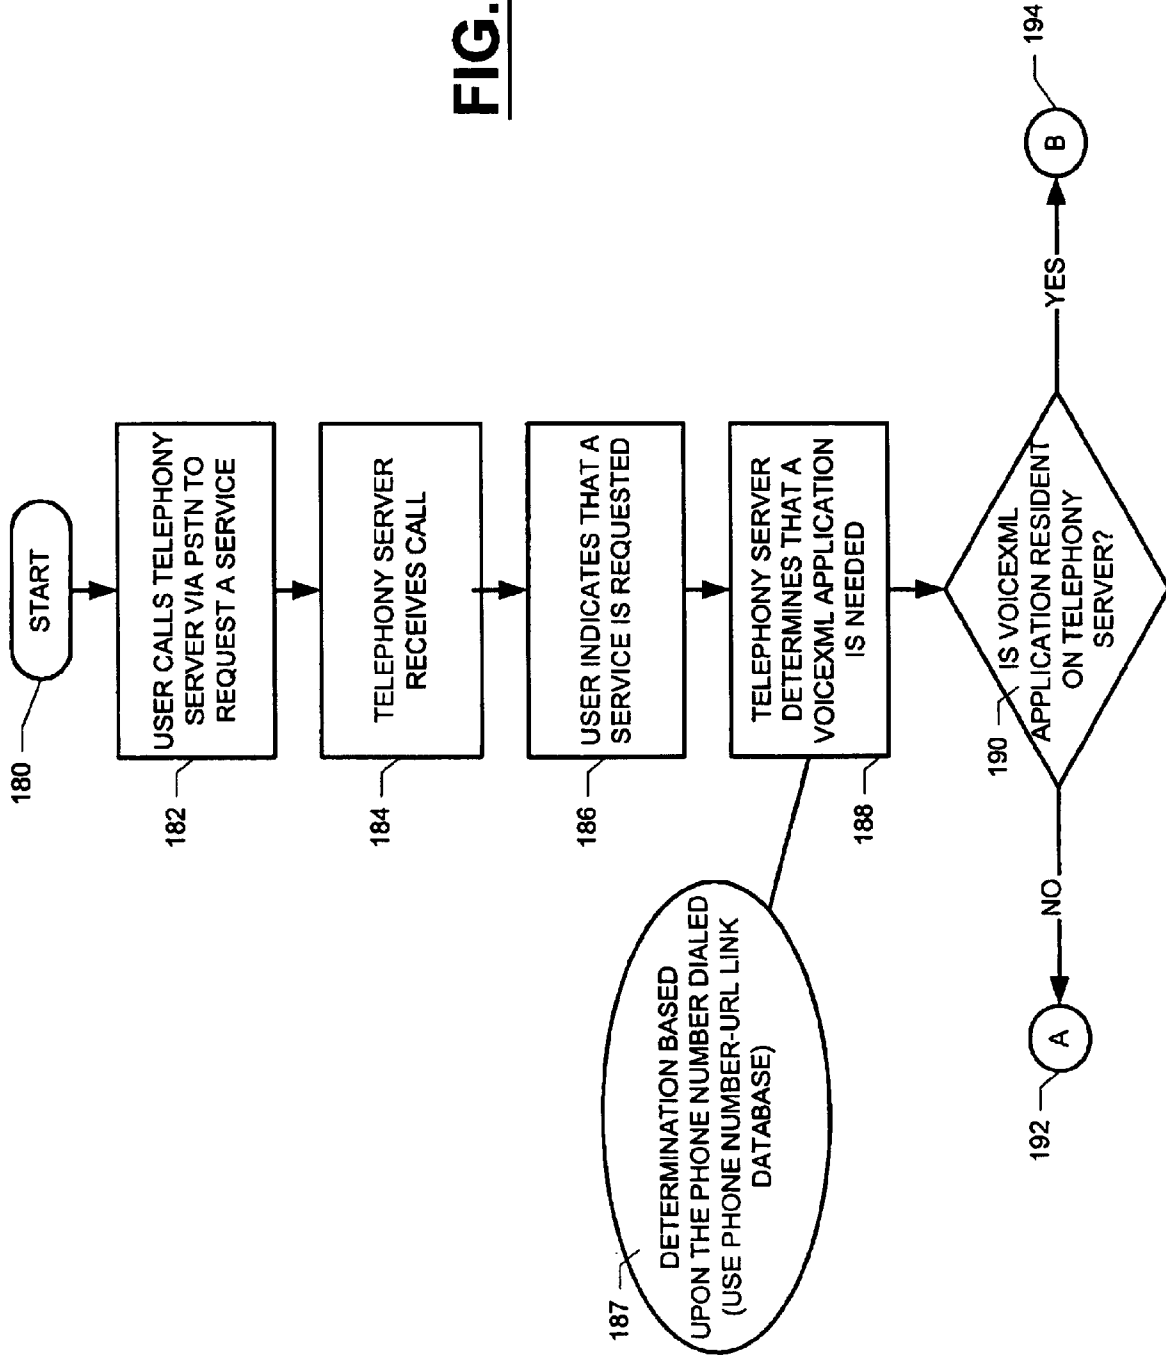 FIG.
START
180
USER CALLS TELEPHONY
SERVER VIA PSTN TO
REQUEST A SERVICE
182
TELEPHONY SERVER
RECEIVES CALL
184
USER INDICATES THAT A
SERVICE IS REQUESTED
186
TELEPHONY SERVER
DETERMINES THAT A
VOICEXML APPLICATION
IS NEEDED
188
DETERMINATION BASED
UPON THE PHONE NUMBER DIALED
(USE PHONE NUMBER-URL LINK
DATABASE)
187
190
IS VOICEXML
APPLICATION RESIDENT
ON TELEPHONY
SERVER?
NO
A
192
YES
B
194